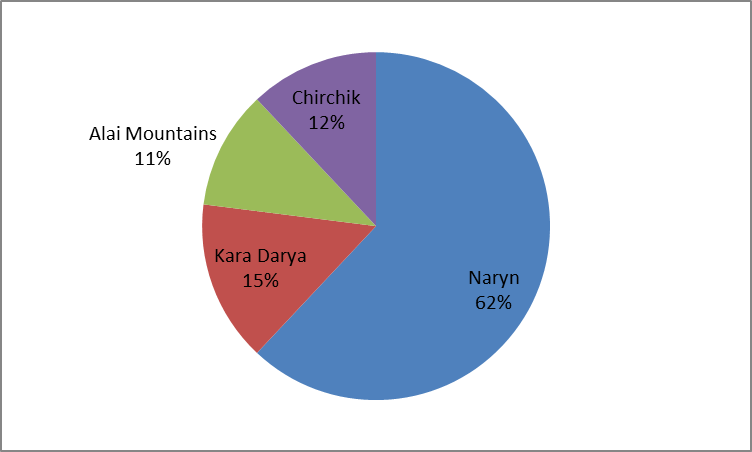 Chirchik
12%
Alai Mountains
11%
Kara Darya
15%
Naryn
62%